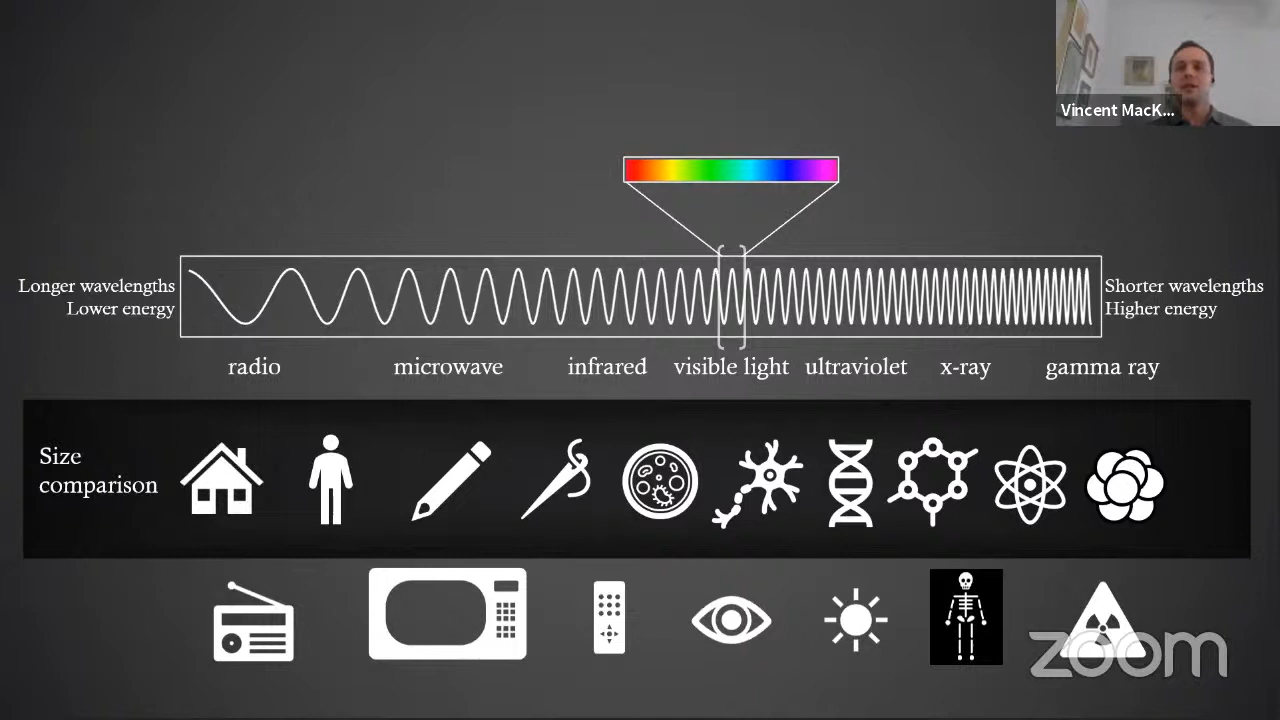 Vincent MacK...
Longer wavelengths
Lower energy
Shorter wavelengths
Higher energy
radio microwave infrared visible light ultraviolet x-ray gamma ray
Size
comparison
zoom